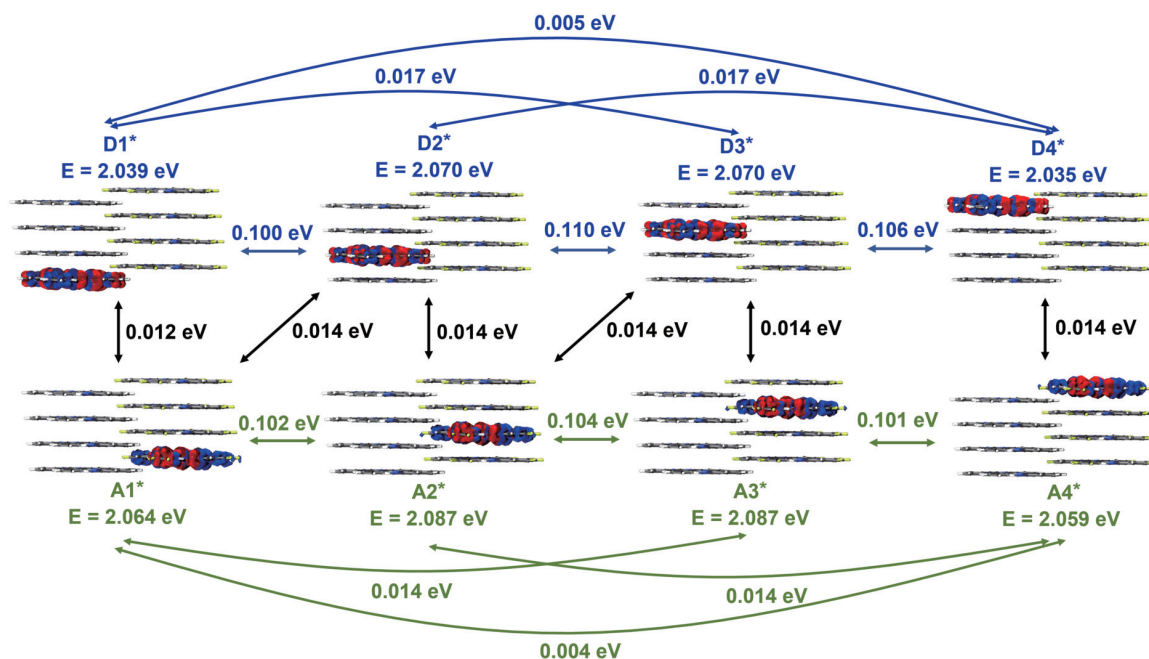 0.005 eV
0.017 eV
0.017 eV
D1*
D2*
D3*
D4*
E = 2.039 eV
E = 2.070 eV
E = 2.070 eV
E = 2.035 eV
0.100 eV
0.110 eV
0.106 eV
0.012 eV
0.014 eV
0.014 eV
0.014 eV
0.014 eV
0.014 eV
0.102 eV
0.104 eV
0.101 eV
A1*
A2*
A3*
A4*
E = 2.064 eV
E = 2.087 eV
E = 2.087 eV
E = 2.059 eV
0.014 eV
0.014 eV
0.004 eV